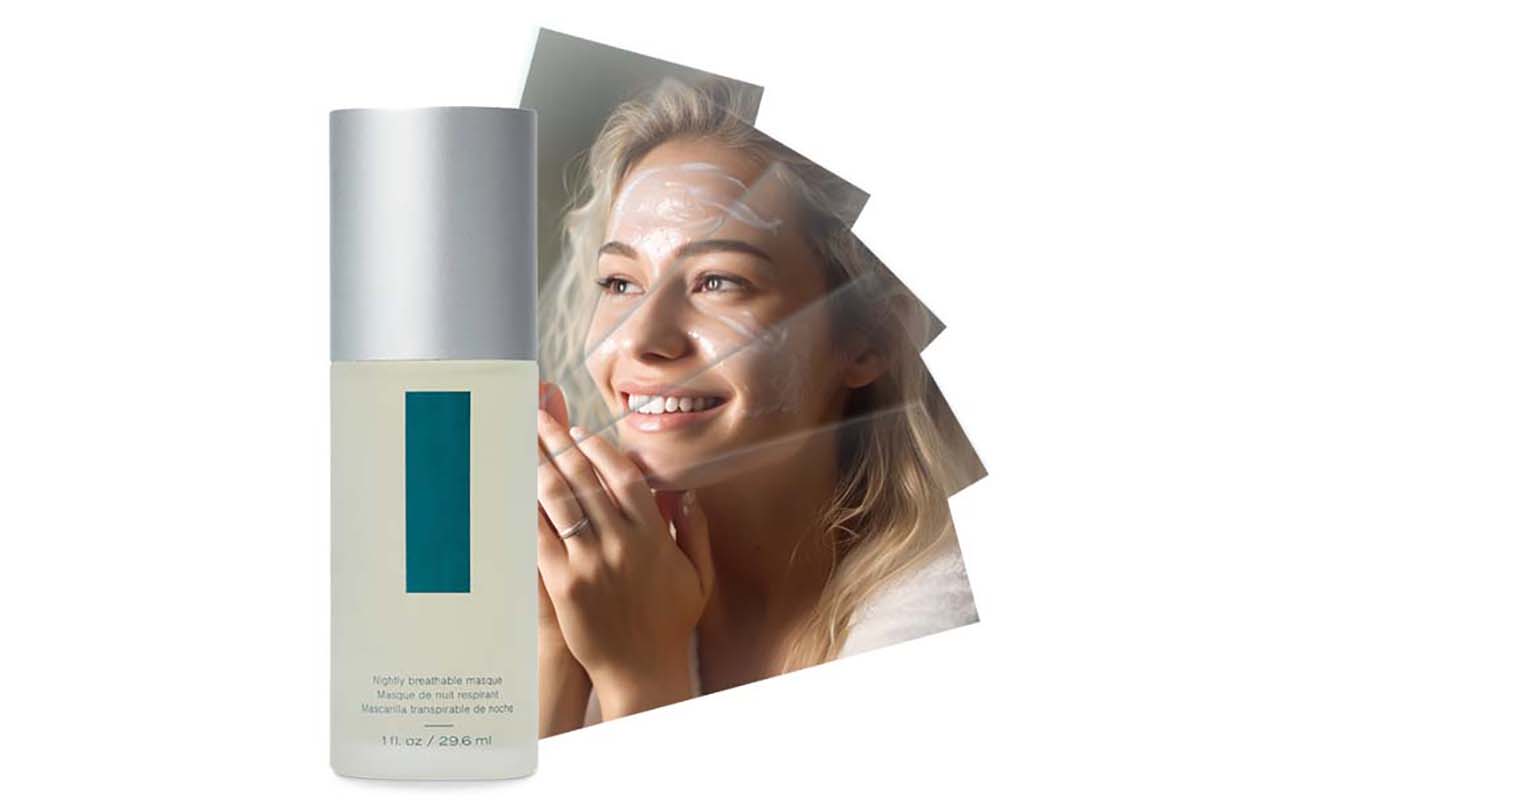 Nightly breathable masque
Masque de nuit respirant
Mascarilla transpirable de noche
1 fl. oz / 29.6 ml